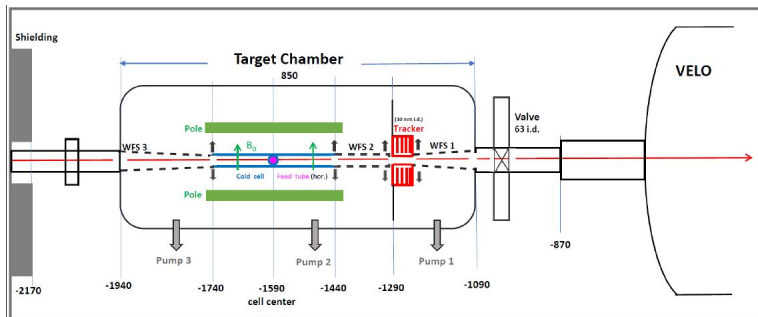 Shielding
Target Chamber
850
VELO
(10 mm i.d.)
Tracker
Valve
63 i.d.
Pole
WFS 3
B₀
WFS 2
WFS 1
Cold cell
Feed tube (hor.)
Pole
Pump 3
Pump 2
Pump 1
-870
-2170
-1940
-1740
-1590
-1440
-1290
-1090
cell center